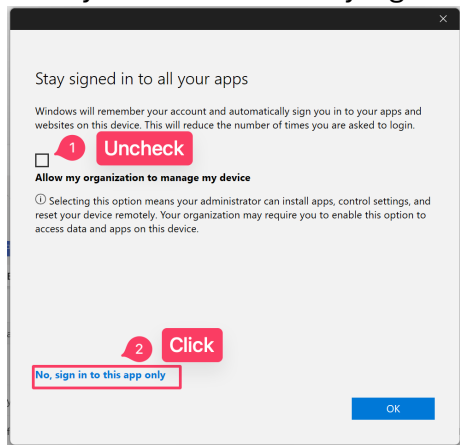 Stay signed in to all your apps
Windows will remember your account and automatically sign you in to your apps and
websites on this device. This will reduce the number of times you are asked to login.
1 Uncheck
Allow my organization to manage my device
Selecting this option means your administrator can install apps, control settings, and
reset your device remotely. Your organization may require you to enable this option to
access data and apps on this device.
2 Click
No, sign in to this app only
OK